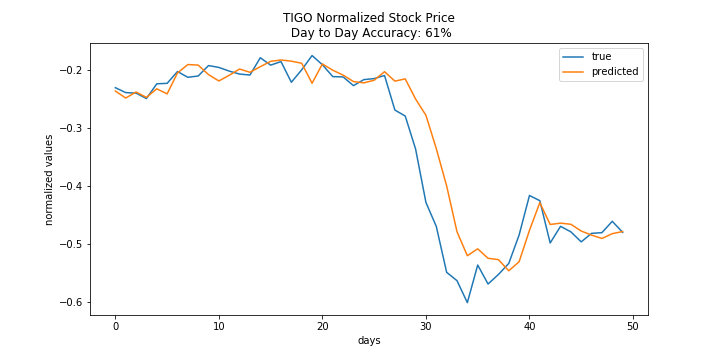 TIGO Normalized Stock Price
Day to Day Accuracy: 61%
true
predicted
normalized values
−0.2
−0.3
−0.4
−0.5
−0.6
0
10
20
30
40
50
days